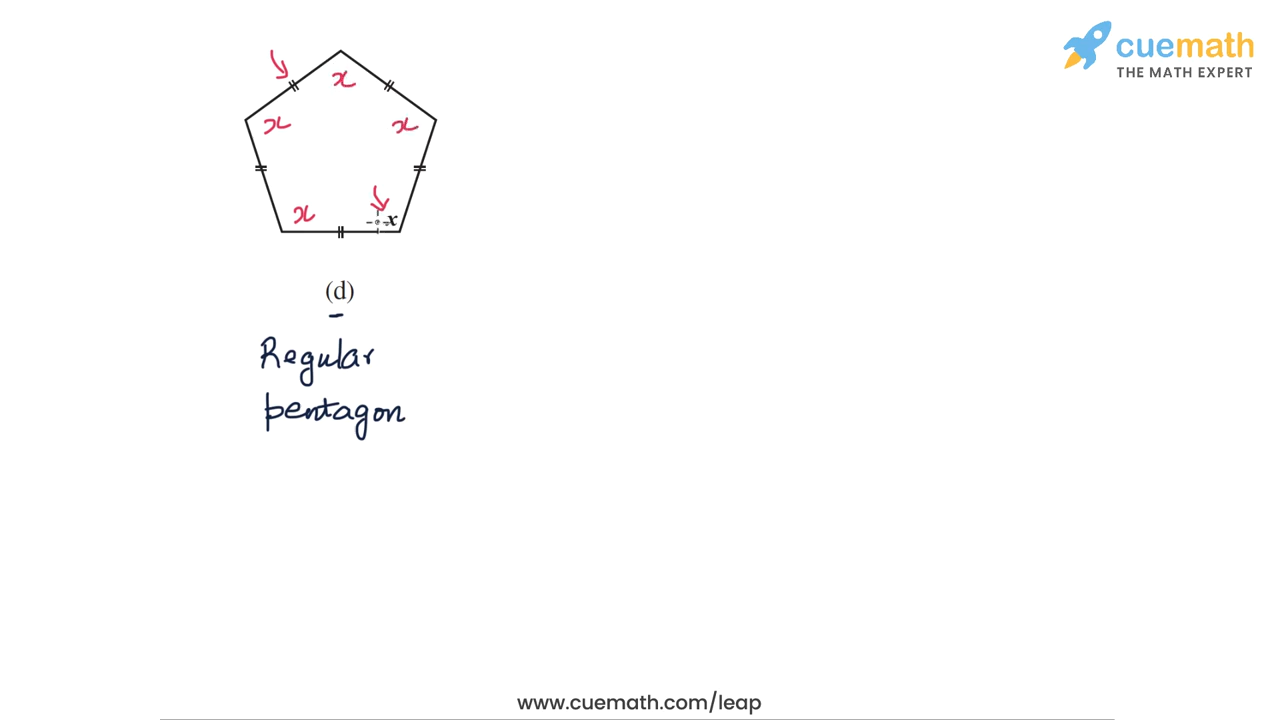 cuemath
THE MATH EXPERT
x
x
x
x
x
(d)
Regular
pentagon
www.cuemath.com/leap